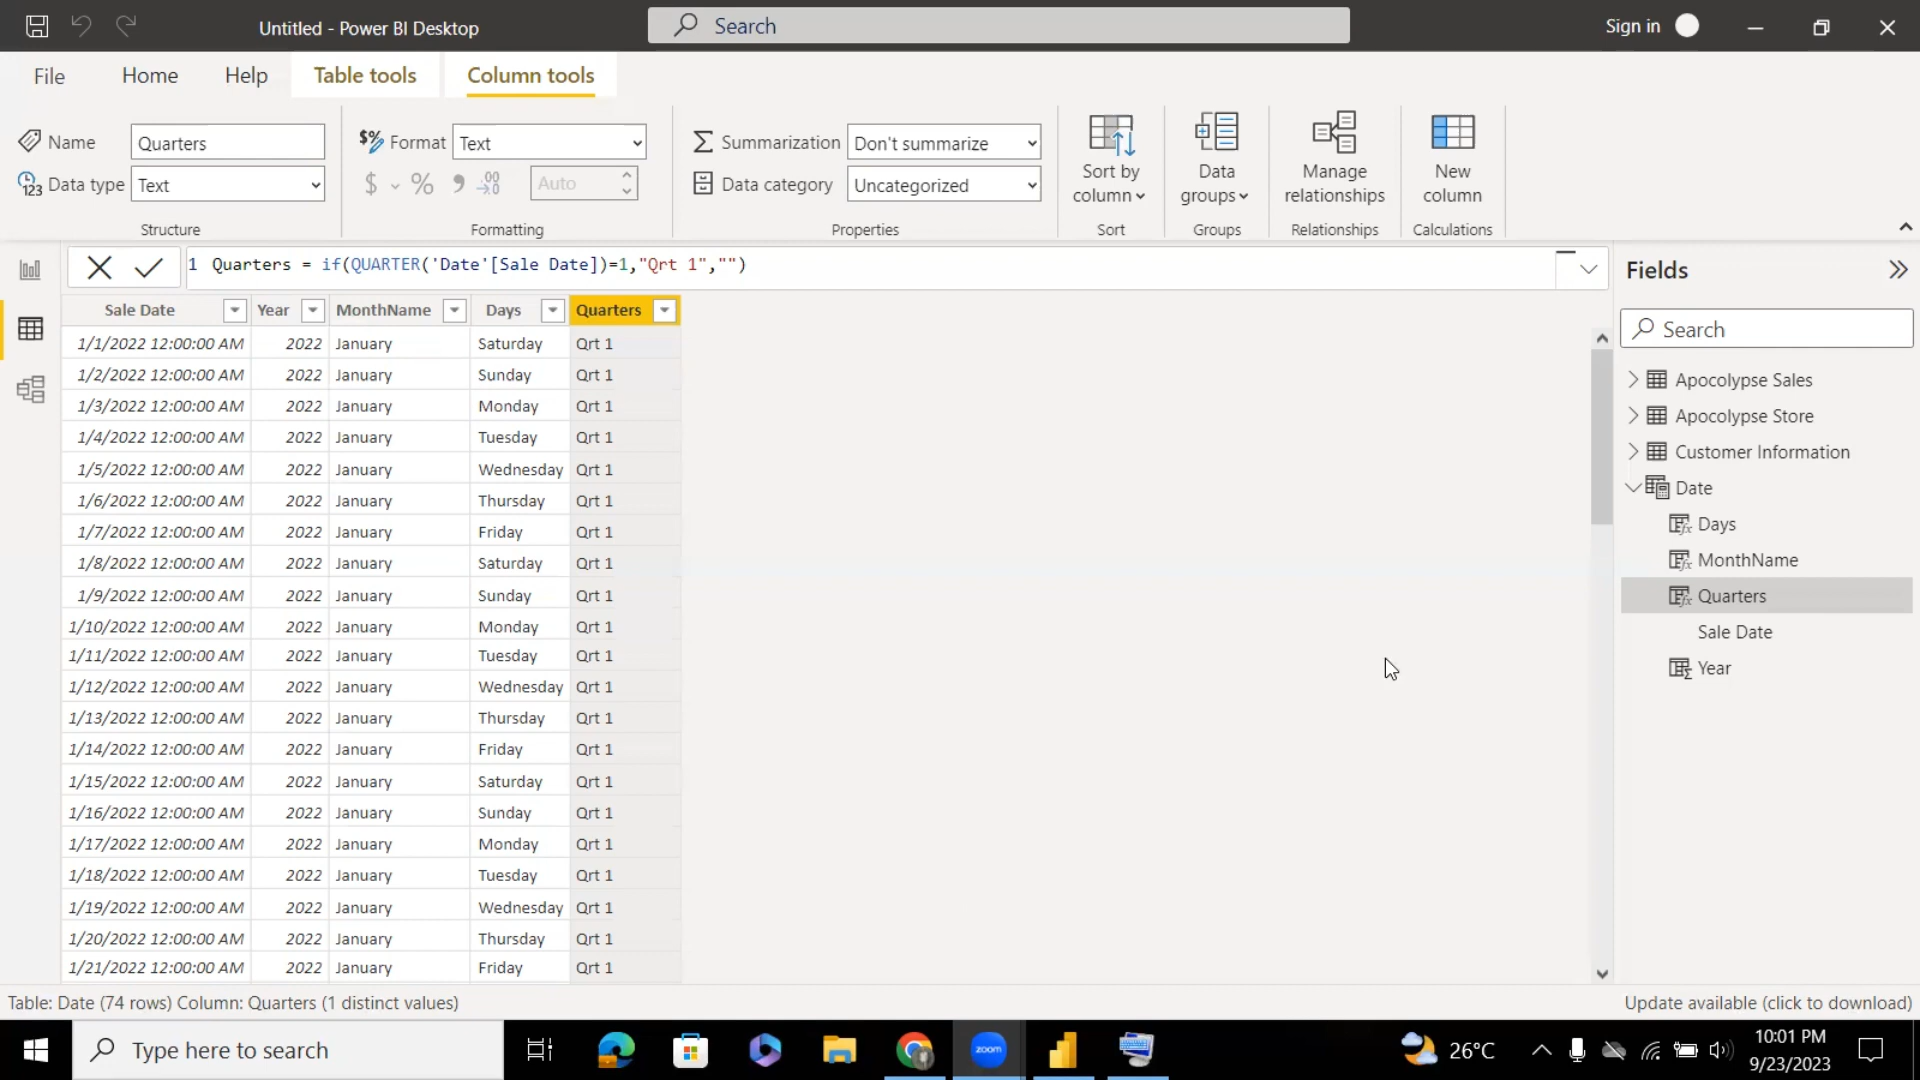 Untitled - Power BI Desktop
Search
Sign in
File
Home
Help
Table tools
Column tools
Name
Quarters
Data type
Text
Structure
Format
Text
$
%
Auto
Formatting
Summarization
Don't summarize
Data category
Uncategorized
Properties
Sort by
column
Sort
Data
groups
Groups
Manage
relationships
Relationships
New
column
Calculations
1 Quarters = if(QUARTER('Date'[Sale Date])=1,"Qrt 1","")
Sale Date Year MonthName Days Quarters
1/1/2022 12:00:00 AM 2022 January Saturday Qrt 1
1/2/2022 12:00:00 AM 2022 January Sunday Qrt 1
1/3/2022 12:00:00 AM 2022 January Monday Qrt 1
1/4/2022 12:00:00 AM 2022 January Tuesday Qrt 1
1/5/2022 12:00:00 AM 2022 January Wednesday Qrt 1
1/6/2022 12:00:00 AM 2022 January Thursday Qrt 1
1/7/2022 12:00:00 AM 2022 January Friday Qrt 1
1/8/2022 12:00:00 AM 2022 January Saturday Qrt 1
1/9/2022 12:00:00 AM 2022 January Sunday Qrt 1
1/10/2022 12:00:00 AM 2022 January Monday Qrt 1
1/11/2022 12:00:00 AM 2022 January Tuesday Qrt 1
1/12/2022 12:00:00 AM 2022 January Wednesday Qrt 1
1/13/2022 12:00:00 AM 2022 January Thursday Qrt 1
1/14/2022 12:00:00 AM 2022 January Friday Qrt 1
1/15/2022 12:00:00 AM 2022 January Saturday Qrt 1
1/16/2022 12:00:00 AM 2022 January Sunday Qrt 1
1/17/2022 12:00:00 AM 2022 January Monday Qrt 1
1/18/2022 12:00:00 AM 2022 January Tuesday Qrt 1
1/19/2022 12:00:00 AM 2022 January Wednesday Qrt 1
1/20/2022 12:00:00 AM 2022 January Thursday Qrt 1
1/21/2022 12:00:00 AM 2022 January Friday Qrt 1
Fields
Search
Apocolypse Sales
Apocolypse Store
Customer Information
Date
Days
MonthName
Quarters
Sale Date
Year
Table: Date (74 rows) Column: Quarters (1 distinct values)
Update available (click to download)
Type here to search
zoom
26°C
10:01 PM
9/23/2023